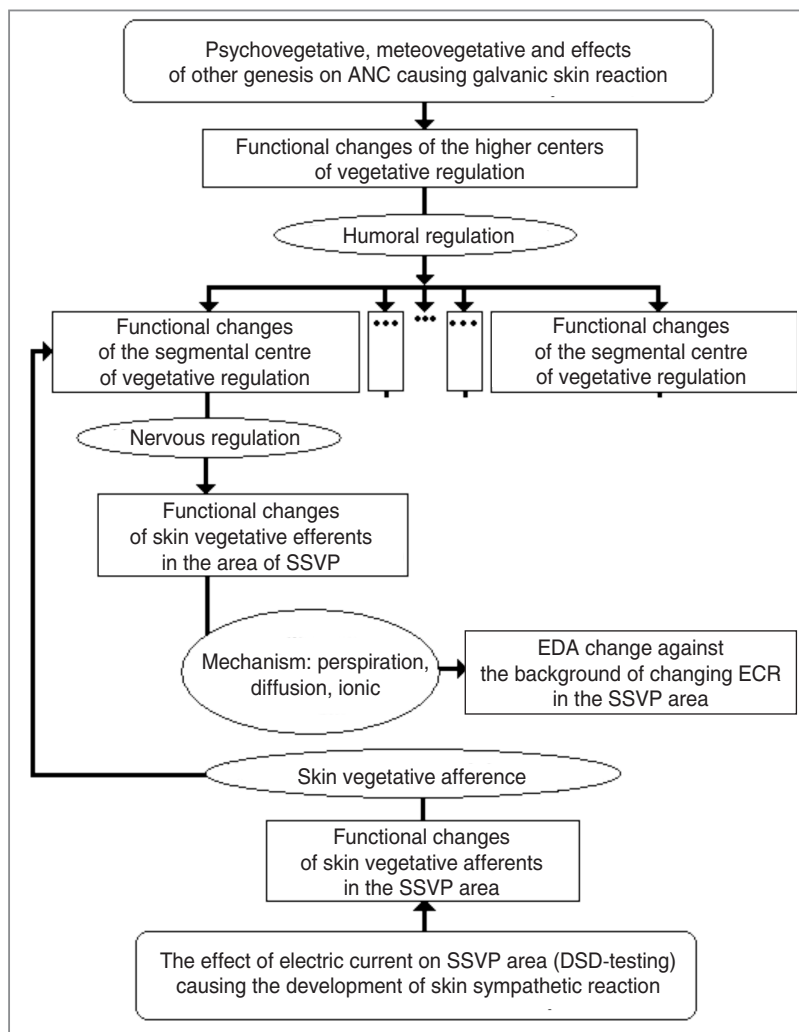 Psychovegetative, meteovegetative and effects
of other genesis on ANC causing galvanic skin reaction
Functional changes of the higher centers
of vegetative regulation
Humoral regulation
Functional changes
of the segmental centre
of vegetative regulation
•••
•••
•••
Functional changes
of the segmental centre
of vegetative regulation
Nervous regulation
Functional changes
of skin vegetative efferents
in the area of SSVP
Mechanism: perspiration,
diffusion, ionic
EDA change against
the background of changing ECR
in the SSVP area
Skin vegetative afference
Functional changes
of skin vegetative afferents
in the SSVP area
The effect of electric current on SSVP area (DSD-testing)
causing the development of skin sympathetic reaction